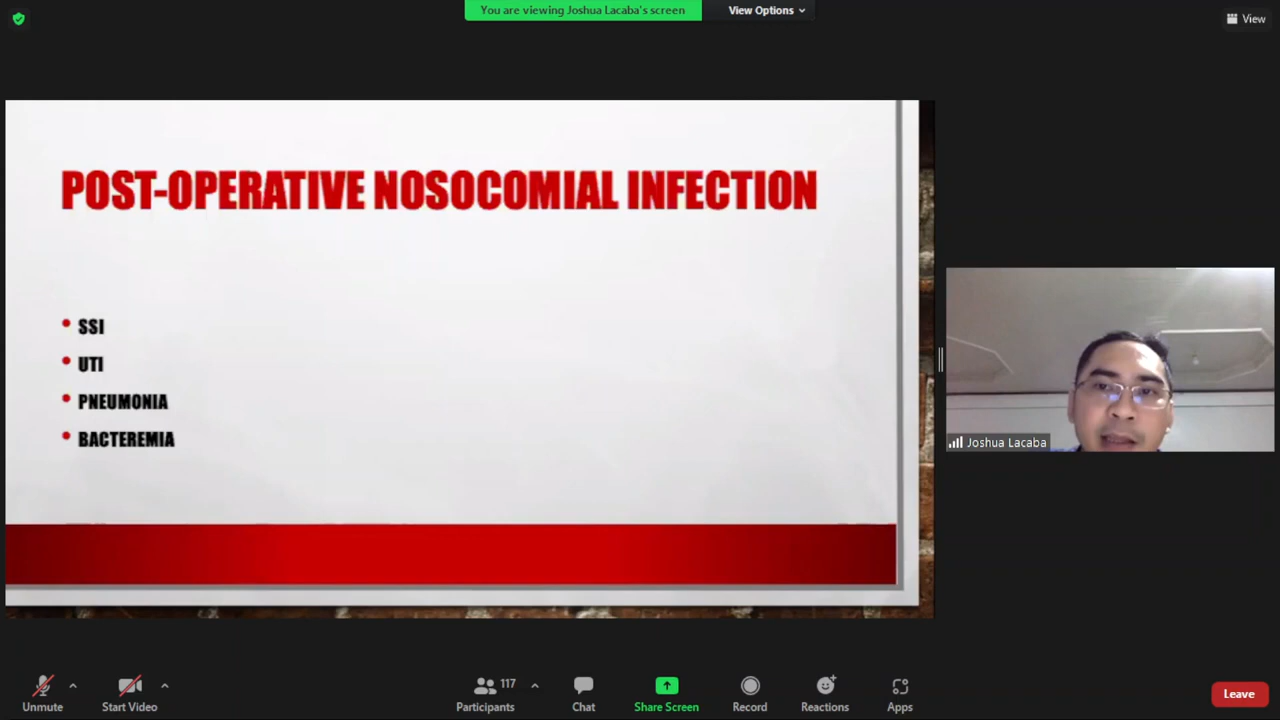 You are viewing Joshua Lacaba's screen
View Options
View
POST-OPERATIVE NOSOCOMIAL INFECTION
• SSI
• UTI
• PNEUMONIA
• BACTEREMIA
Joshua Lacaba
Unmute
Start Video
117
Participants
Chat
Share Screen
Record
Reactions
Apps
Leave